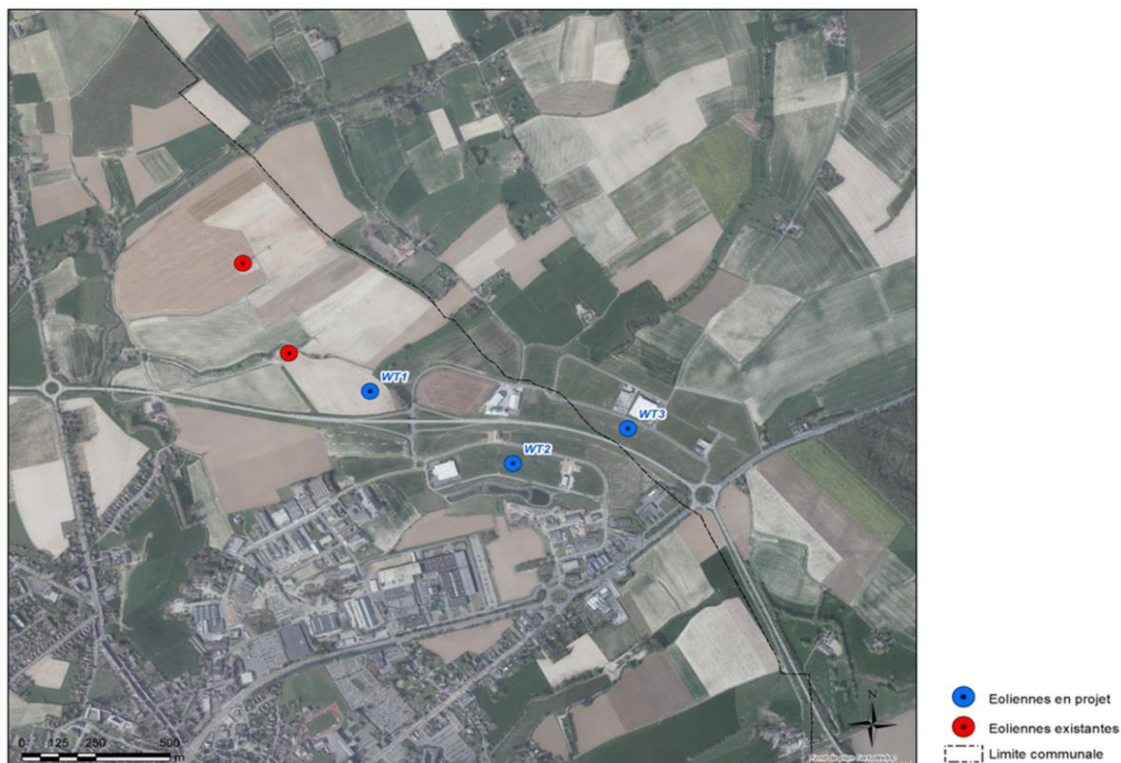 WT1
WT3
WT2
N
0 125 250 500
m
Eoliennes en projet
Eoliennes existantes
Limite communale